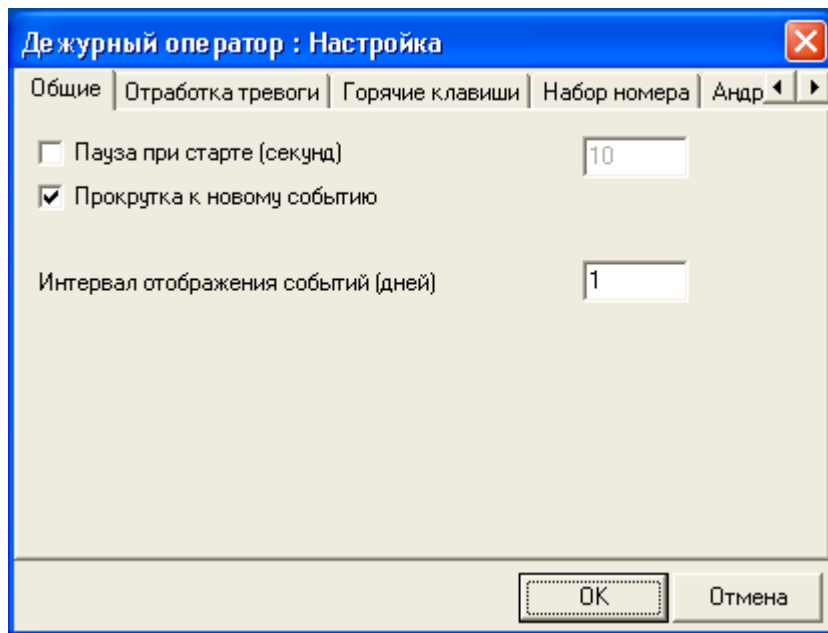 Дежурный оператор : Настройка
Общие Отработка тревоги Горячие клавиши Набор номера Андр
Пауза при старте (секунд) 10
Прокрутка к новому событию
Интервал отображения событий (дней) 1
OK Отмена